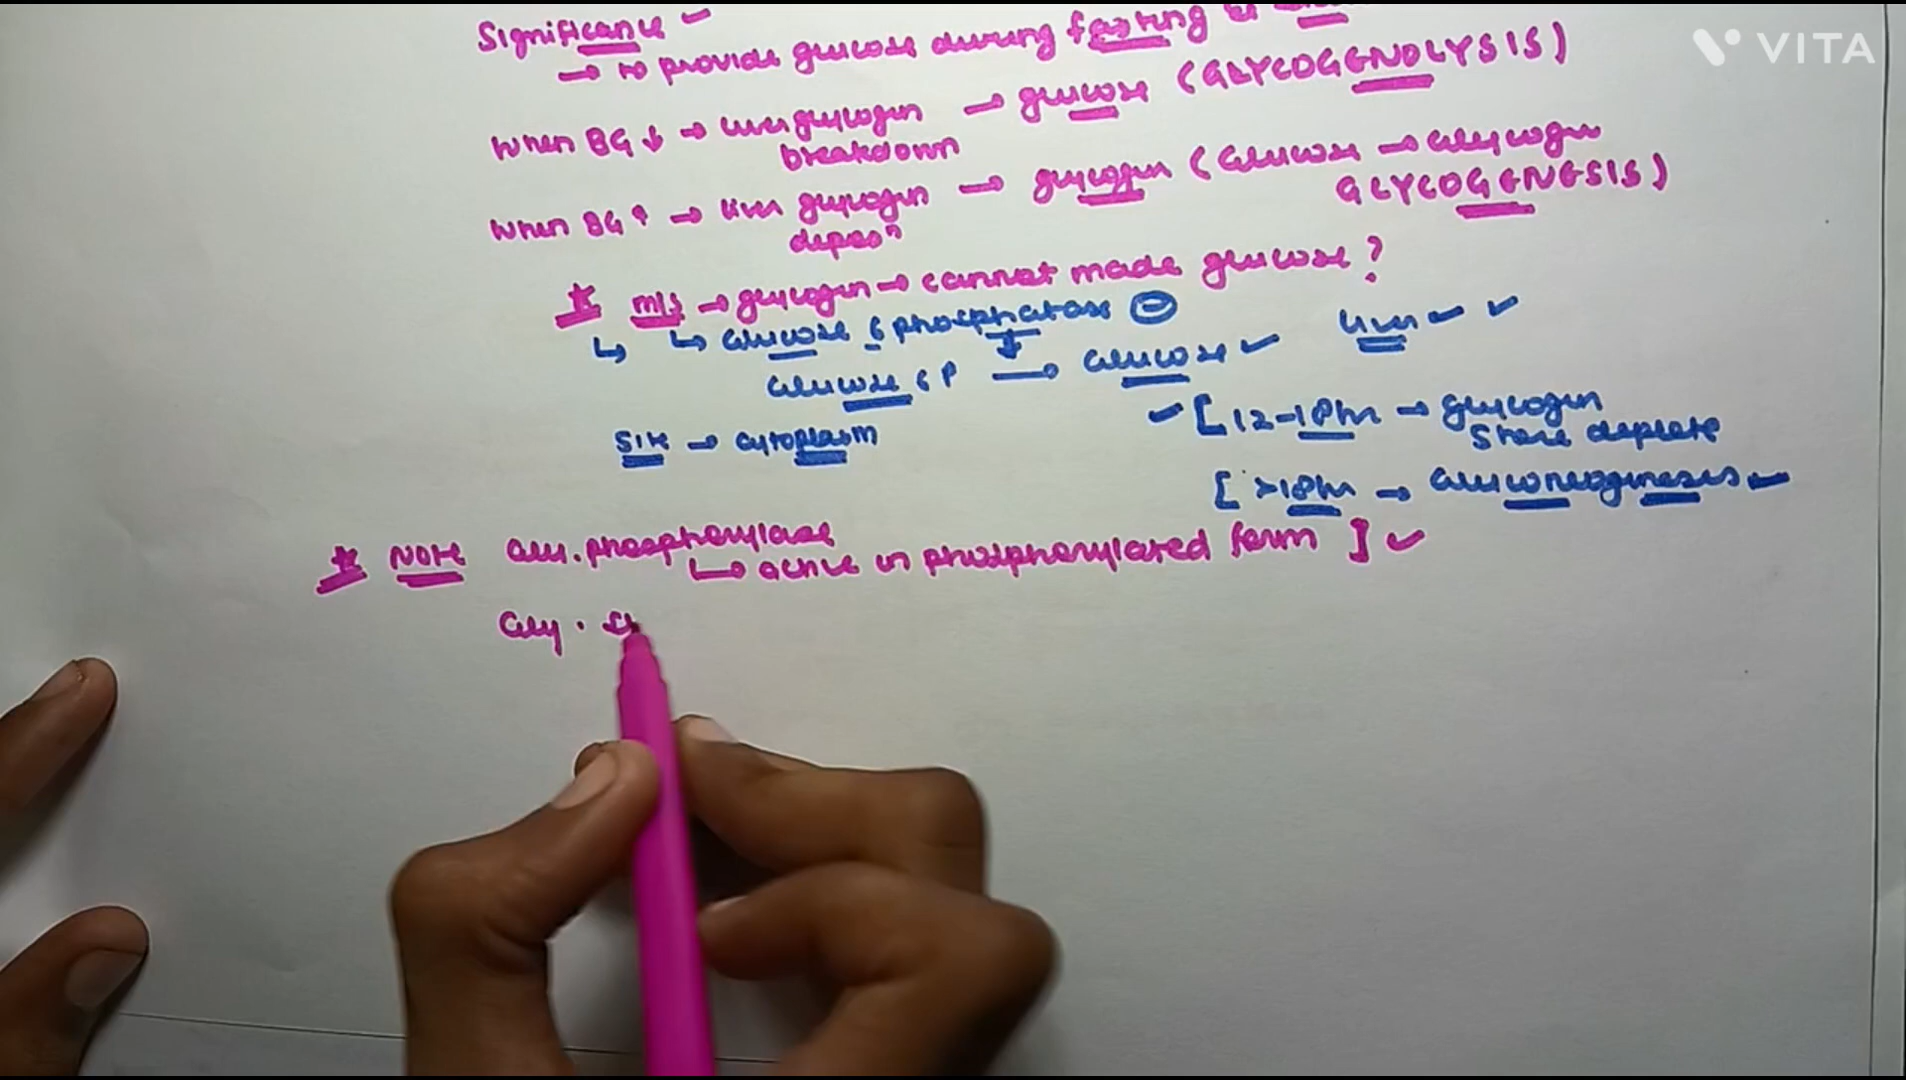 VITA
Significance
→ to provide glucose during fasting
When BG ↓ → liver glycogen breakdown → glucose (GLYCOGENOLYSIS)
When BG ↑ → liver glycogen depos? → glycogen (Glucose → Glycogen
GLYCOGENESIS)
* m/s → glycogen → cannot made glucose?
↳ ↳ Glucose 6 phosphatase ⊖
Liver
Glucose 6P → Glucose
Site → cytoplasm
[12-18hr → glycogen
store deplete
[>18hr → Gluconeogenesis
* Note Gly. phosphorylase
↳ active in phosphorylated form ]
Gly.